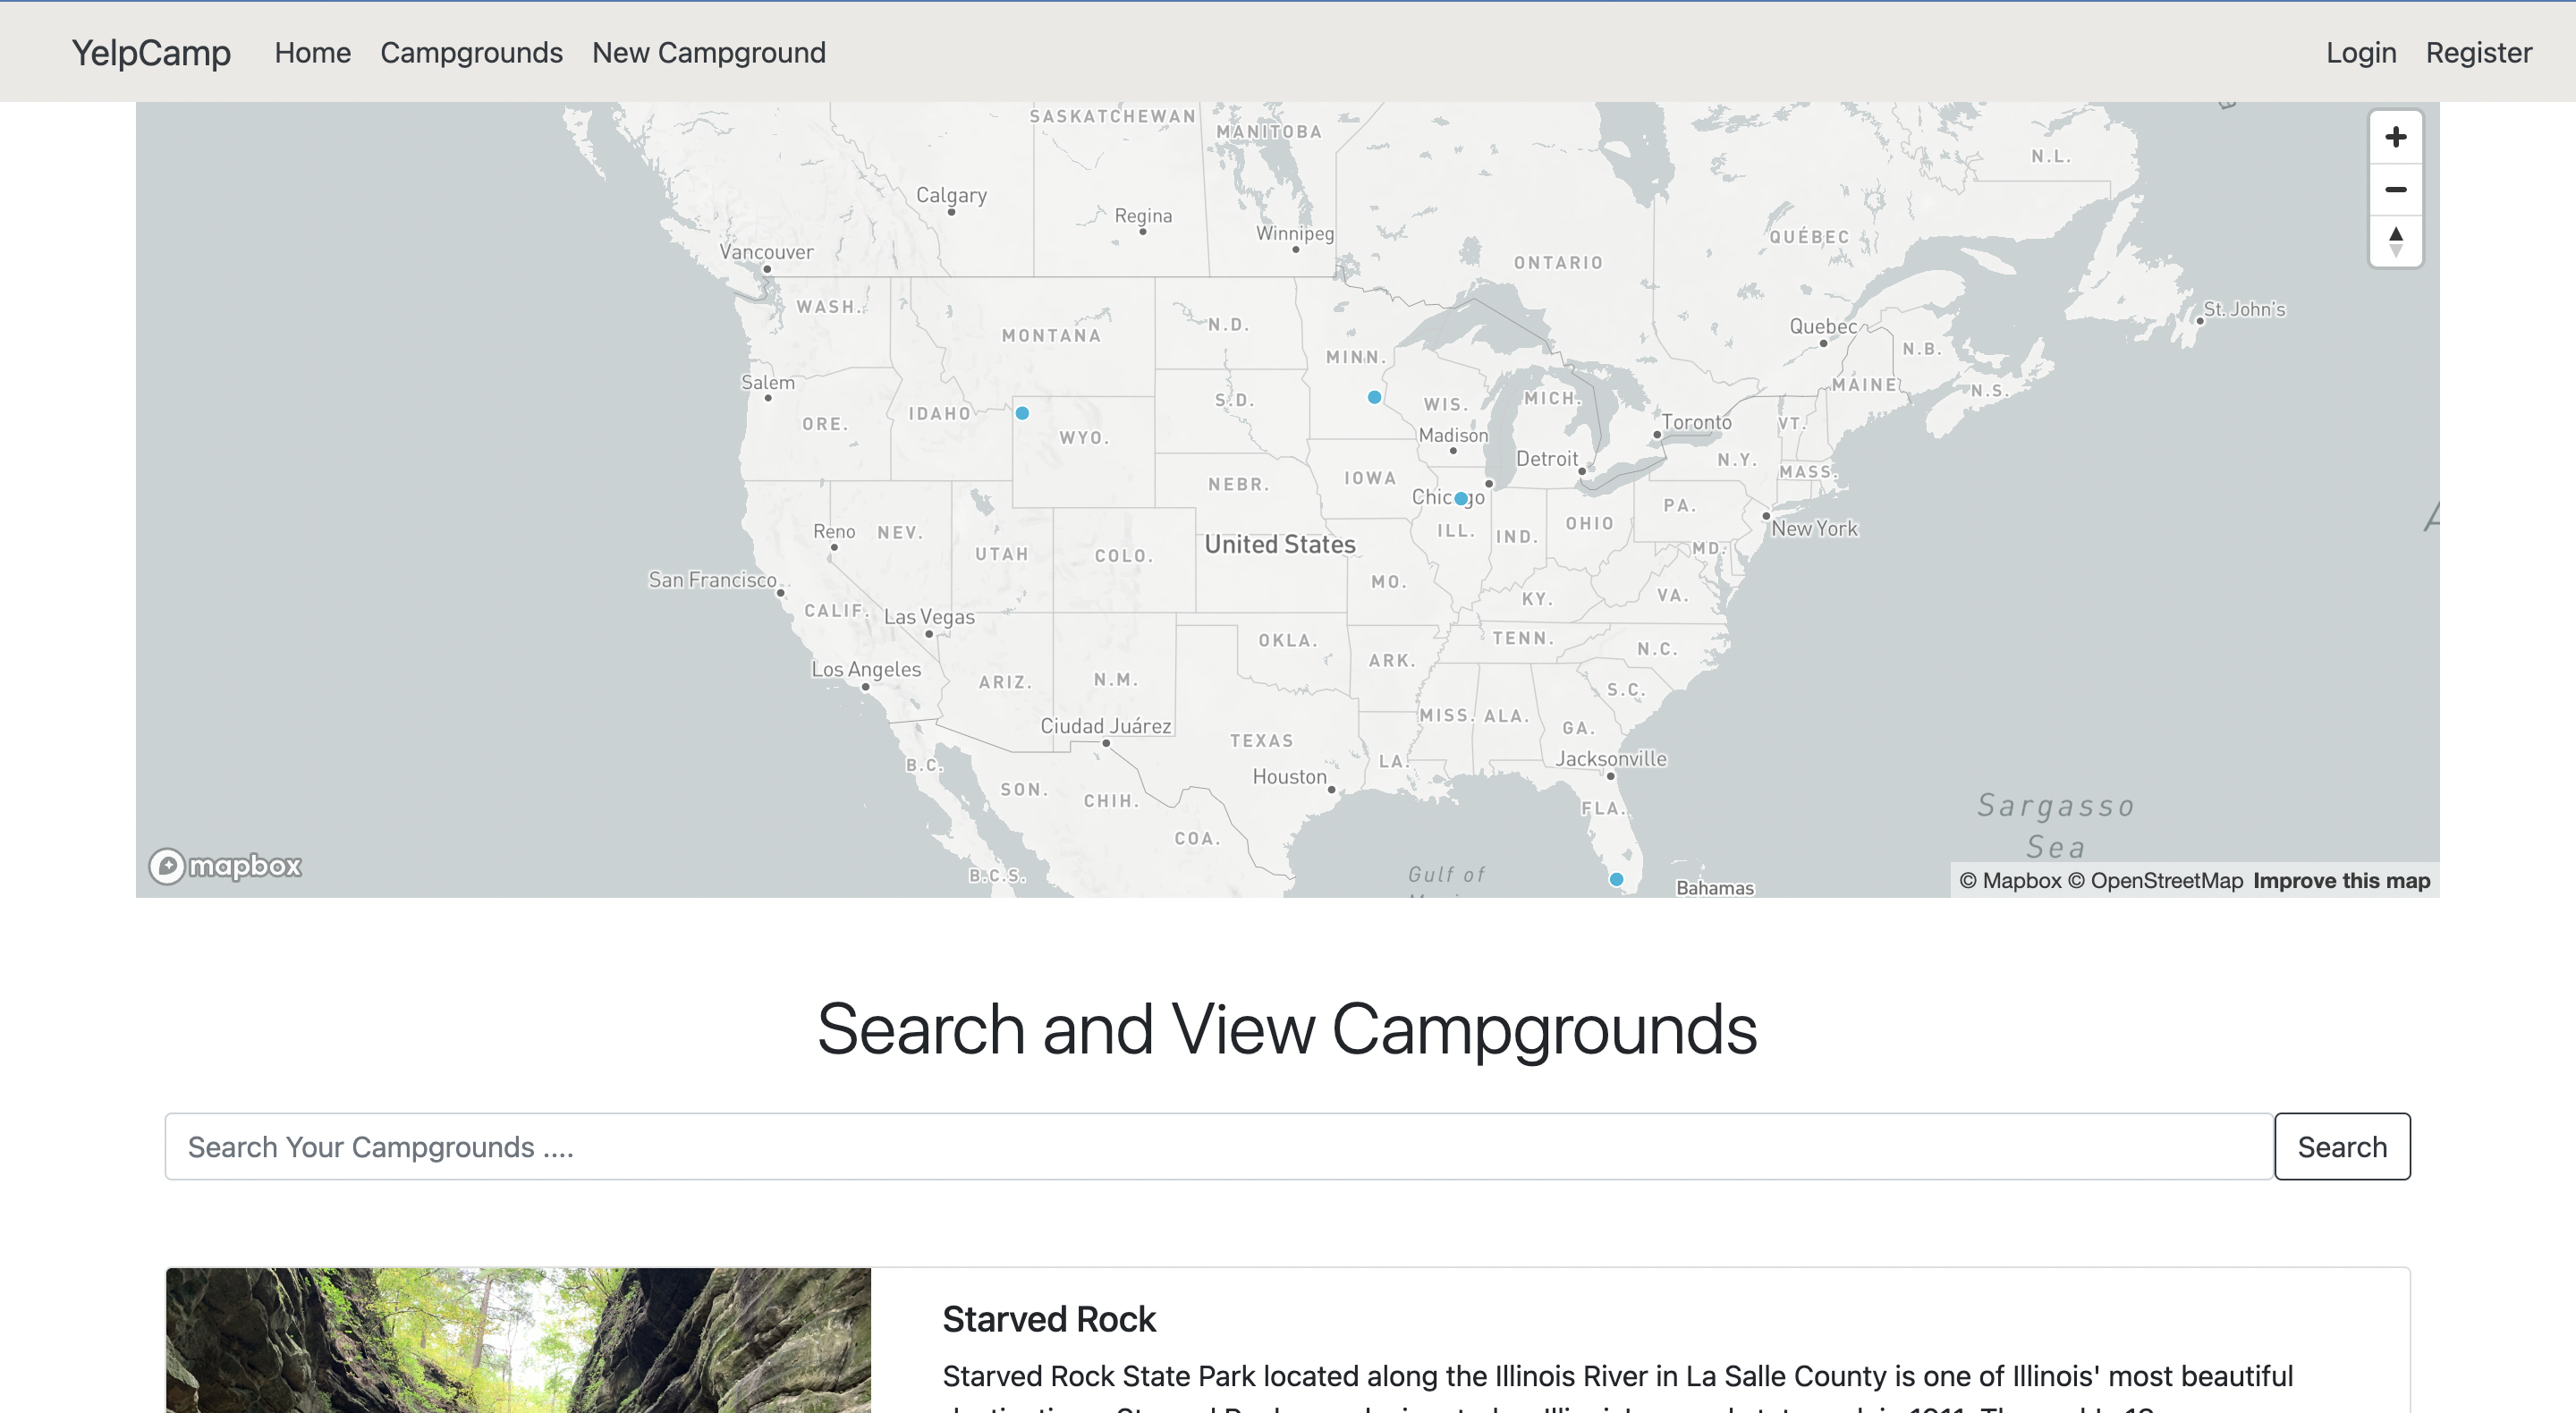 YelpCamp Home Campgrounds New Campground Login Register
SASKATCHEWAN
MANITOBA
N.L.
Calgary
Regina
Winnipeg
QUÉBEC
Vancouver
ONTARIO
WASH.
MONTANA
N.D.
St. John's
Quebec
N.B.
MINN.
Salem
MAINE
N.S.
IDAHO
S.D.
WIS.
MICH.
ORE.
WYO.
Madison
Toronto
VT.
Detroit
N.Y.
MASS.
NEBR.
IOWA
Chicago
PA.
Reno
NEV.
ILL.
IND.
OHIO
New York
UTAH
COLO.
United States
MD.
San Francisco
MO.
KY.
VA.
CALIF.
Las Vegas
OKLA.
TENN.
N.C.
Los Angeles
ARIZ.
N.M.
ARK.
S.C.
Ciudad Juárez
MISS.
ALA.
GA.
TEXAS
B.C.
LA.
Jacksonville
Houston
SON.
CHIH.
FLA.
Sargasso
Sea
COA.
mapbox
B.C.S.
Gulf of
Bahamas
© Mapbox © OpenStreetMap Improve this map
Search and View Campgrounds
Search Your Campgrounds ....
Search
Starved Rock
Starved Rock State Park located along the Illinois River in La Salle County is one of Illinois' most beautiful